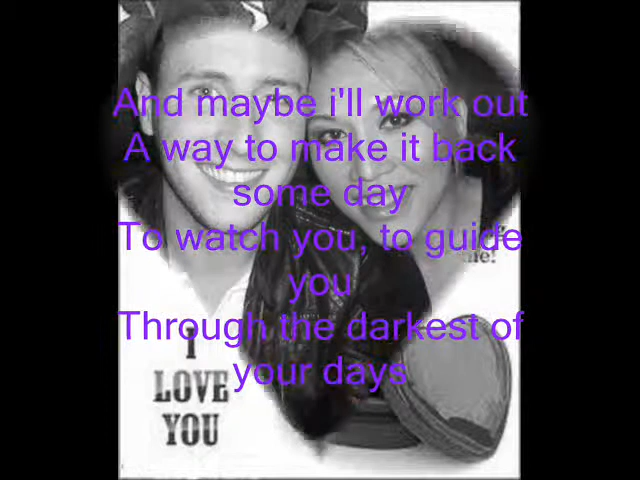 And maybe i'll work out
A way to make it back
some day
To watch you, to guide
you
me!
Through the darkest of
your days
I
LOVE
YOU